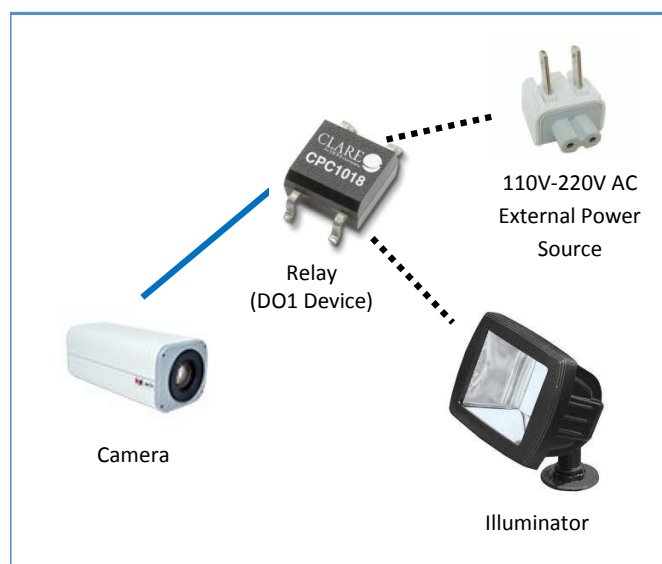 CLARE
CPC1018
110V-220V AC
External Power
Source
Relay
(DO1 Device)
Camera
Illuminator